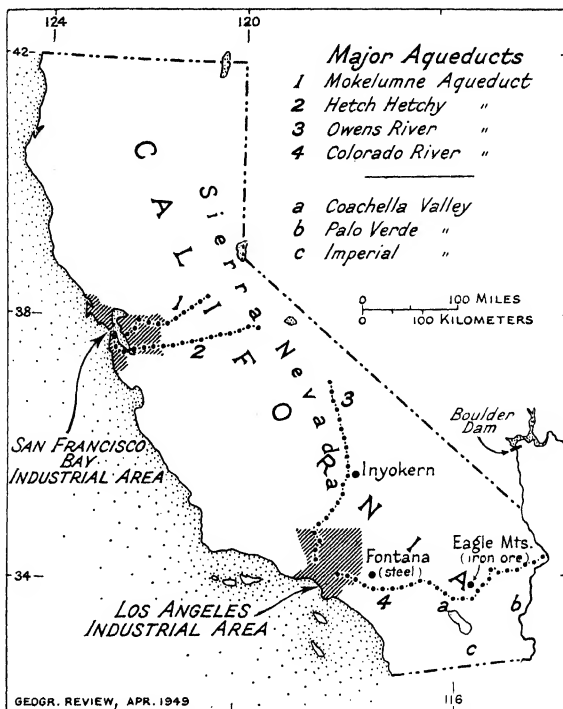 124
120
42
Major Aqueducts
1 Mokelumne Aqueduct
2 Hetch Hetchy "
3 Owens River "
4 Colorado River "
a Coachella Valley
b Palo Verde "
c Imperial "
CALIFORNIA
Sierra Nevada
38
0 100 MILES
0 100 KILOMETERS
1
2
3
BOULDER
DAM
SAN FRANCISCO
BAY
INDUSTRIAL AREA
Inyokern
Eagle Mts.
(iron ore)
Fontana
(steel)
34
4
a
b
c
LOS ANGELES
INDUSTRIAL AREA
116
GEOGR. REVIEW, APR. 1949